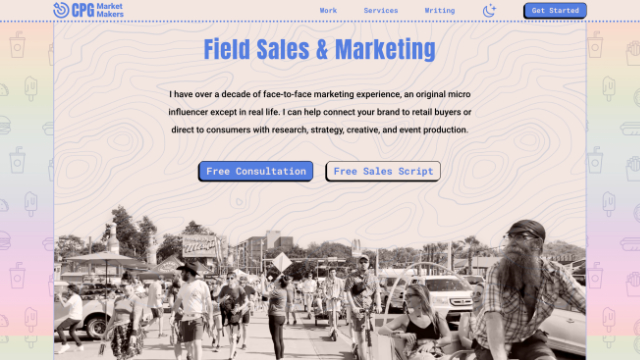 CPG Market
Makers
Work
Services
Writing
Get Started
Field Sales & Marketing
I have over a decade of face-to-face marketing experience, an original micro
influencer except in real life. I can help connect your brand to retail buyers or
direct to consumers with research, strategy, creative, and event production.
Free Consultation
Free Sales Script